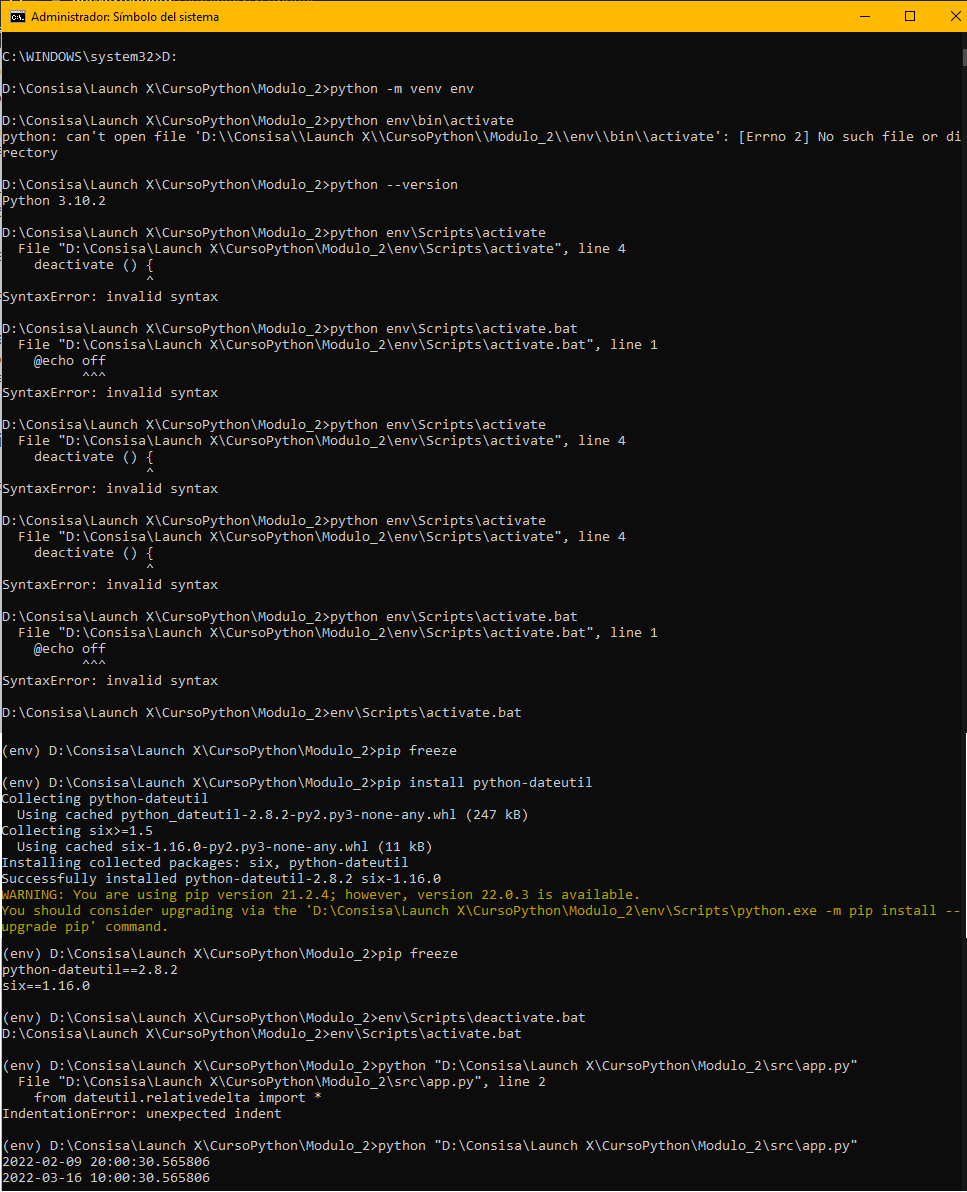 Administrador: Símbolo del sistema
C:\WINDOWS\system32>D:
D:\Consisa\Launch X\CursoPython\Modulo_2>python -m venv env
D:\Consisa\Launch X\CursoPython\Modulo_2>python env\bin\activate
python: can't open file 'D:\\Consisa\\Launch X\\CursoPython\\Modulo_2\\env\\bin\\activate': [Errno 2] No such file or di
rectory
D:\Consisa\Launch X\CursoPython\Modulo_2>python --version
Python 3.10.2
D:\Consisa\Launch X\CursoPython\Modulo_2>python env\Scripts\activate
  File "D:\Consisa\Launch X\CursoPython\Modulo_2\env\Scripts\activate", line 4
    deactivate () {
                  ^
SyntaxError: invalid syntax
D:\Consisa\Launch X\CursoPython\Modulo_2>python env\Scripts\activate.bat
  File "D:\Consisa\Launch X\CursoPython\Modulo_2\env\Scripts\activate.bat", line 1
    @echo off
          ^^^
SyntaxError: invalid syntax
D:\Consisa\Launch X\CursoPython\Modulo_2>python env\Scripts\activate
  File "D:\Consisa\Launch X\CursoPython\Modulo_2\env\Scripts\activate", line 4
    deactivate () {
                  ^
SyntaxError: invalid syntax
D:\Consisa\Launch X\CursoPython\Modulo_2>python env\Scripts\activate
  File "D:\Consisa\Launch X\CursoPython\Modulo_2\env\Scripts\activate", line 4
    deactivate () {
                  ^
SyntaxError: invalid syntax
D:\Consisa\Launch X\CursoPython\Modulo_2>python env\Scripts\activate.bat
  File "D:\Consisa\Launch X\CursoPython\Modulo_2\env\Scripts\activate.bat", line 1
    @echo off
          ^^^
SyntaxError: invalid syntax
D:\Consisa\Launch X\CursoPython\Modulo_2>env\Scripts\activate.bat
(env) D:\Consisa\Launch X\CursoPython\Modulo_2>pip freeze
(env) D:\Consisa\Launch X\CursoPython\Modulo_2>pip install python-dateutil
Collecting python-dateutil
  Using cached python_dateutil-2.8.2-py2.py3-none-any.whl (247 kB)
Collecting six>=1.5
  Using cached six-1.16.0-py2.py3-none-any.whl (11 kB)
Installing collected packages: six, python-dateutil
Successfully installed python-dateutil-2.8.2 six-1.16.0
WARNING: You are using pip version 21.2.4; however, version 22.0.3 is available.
You should consider upgrading via the 'D:\Consisa\Launch X\CursoPython\Modulo_2\env\Scripts\python.exe -m pip install --
upgrade pip' command.
(env) D:\Consisa\Launch X\CursoPython\Modulo_2>pip freeze
python-dateutil==2.8.2
six==1.16.0
(env) D:\Consisa\Launch X\CursoPython\Modulo_2>env\Scripts\deactivate.bat
D:\Consisa\Launch X\CursoPython\Modulo_2>env\Scripts\activate.bat
(env) D:\Consisa\Launch X\CursoPython\Modulo_2>python "D:\Consisa\Launch X\CursoPython\Modulo_2\src\app.py"
  File "D:\Consisa\Launch X\CursoPython\Modulo_2\src\app.py", line 2
    from dateutil.relativedelta import *
IndentationError: unexpected indent
(env) D:\Consisa\Launch X\CursoPython\Modulo_2>python "D:\Consisa\Launch X\CursoPython\Modulo_2\src\app.py"
2022-02-09 20:00:30.565806
2022-03-16 10:00:30.565806